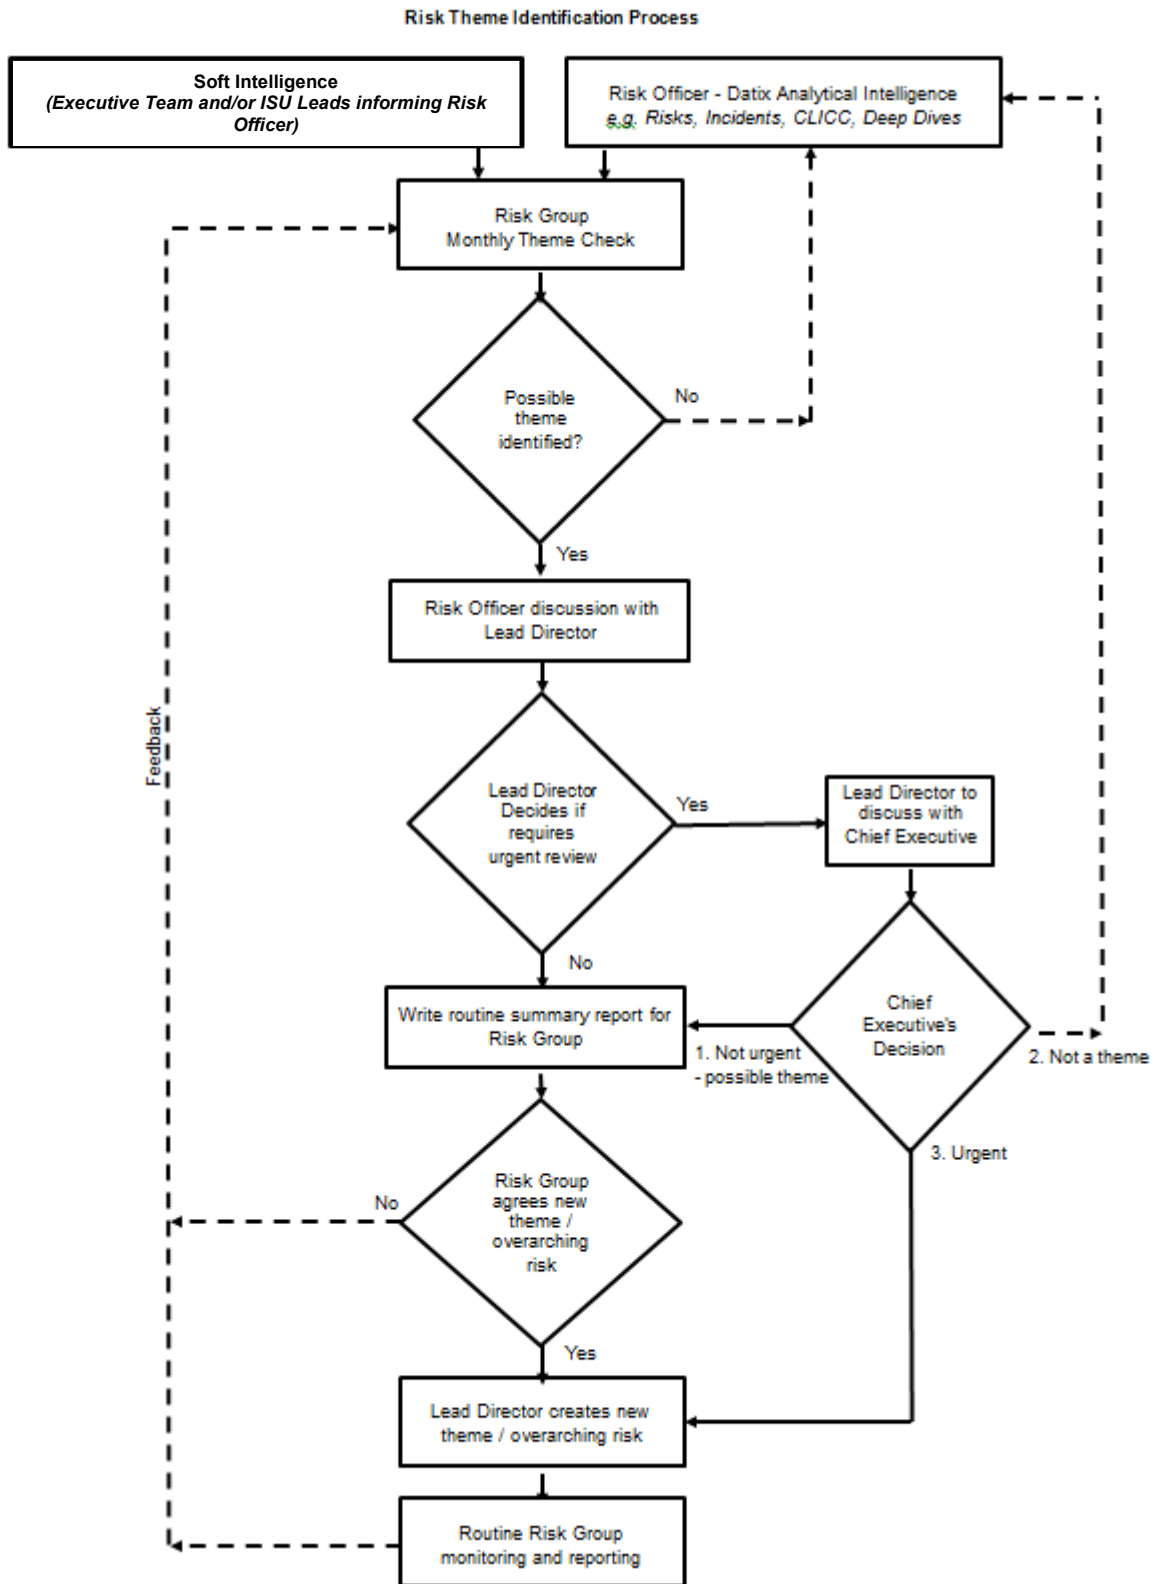 Risk Theme Identification Process
Soft Intelligence
(Executive Team and/or ISU Leads informing Risk
Officer)
Risk Officer - Datix Analytical Intelligence
e.g. Risks, Incidents, CLICC, Deep Dives
Risk Group
Monthly Theme Check
Possible
theme
identified?
No
Yes
Risk Officer discussion with
Lead Director
Feedback
Lead Director
Decides if
requires
urgent review
Yes
Lead Director to
discuss with
Chief Executive
No
Write routine summary report for
Risk Group
Chief
Executive's
Decision
1. Not urgent
- possible theme
2. Not a theme
3. Urgent
Risk Group
agrees new
theme /
overarching
risk
No
Yes
Lead Director creates new
theme / overarching risk
Routine Risk Group
monitoring and reporting